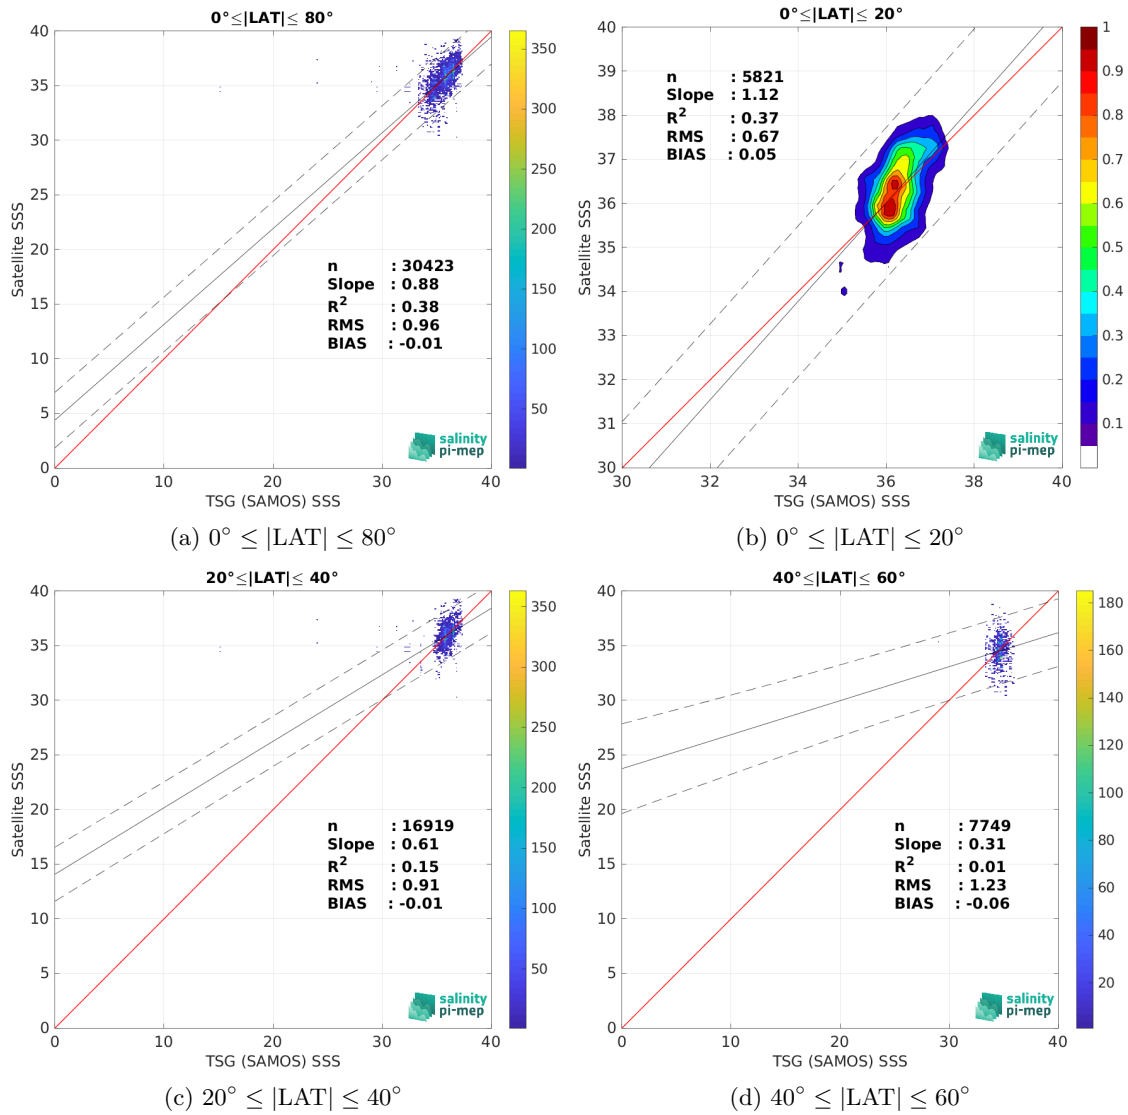 0°≤|LAT|≤ 80°
40
35
30
25
20
15
10
5
0
0 10 20 30 40
Satellite SSS
TSG (SAMOS) SSS
n : 30423
Slope : 0.88
R² : 0.38
RMS : 0.96
BIAS : -0.01
350
300
250
200
150
100
50
salinity
pi-mep
(a) 0° ≤ |LAT| ≤ 80°
0°≤|LAT|≤ 20°
40
39
38
37
36
35
34
33
32
31
30
30 32 34 36 38 40
Satellite SSS
TSG (SAMOS) SSS
n : 5821
Slope : 1.12
R² : 0.37
RMS : 0.67
BIAS : 0.05
1
0.9
0.8
0.7
0.6
0.5
0.4
0.3
0.2
0.1
salinity
pi-mep
(b) 0° ≤ |LAT| ≤ 20°
20°≤|LAT|≤ 40°
40
35
30
25
20
15
10
5
0
0 10 20 30 40
Satellite SSS
TSG (SAMOS) SSS
n : 16919
Slope : 0.61
R² : 0.15
RMS : 0.91
BIAS : -0.01
350
300
250
200
150
100
50
salinity
pi-mep
(c) 20° ≤ |LAT| ≤ 40°
40°≤|LAT|≤ 60°
40
35
30
25
20
15
10
5
0
0 10 20 30 40
Satellite SSS
TSG (SAMOS) SSS
n : 7749
Slope : 0.31
R² : 0.01
RMS : 1.23
BIAS : -0.06
180
160
140
120
100
80
60
40
20
salinity
pi-mep
(d) 40° ≤ |LAT| ≤ 60°